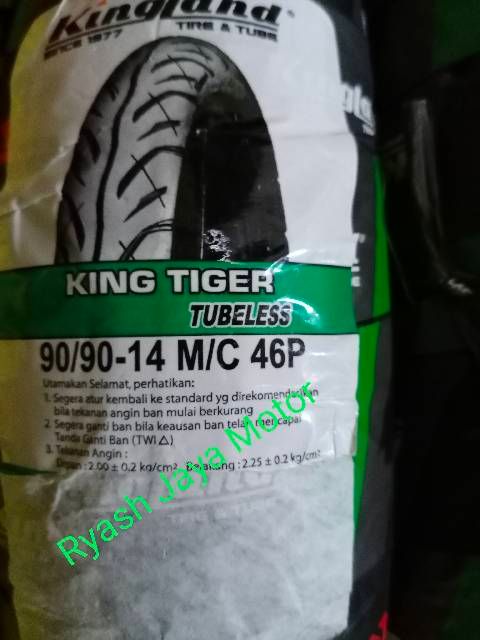 Kingland
SINCE 1977 TIRE & TUBE
KING TIGER
TUBELESS
90/90-14 M/C 46P
Utamakan Selamat, perhatikan:
1. Segera atur kembali ke standard yg direkomendasikan
bila tekanan angin ban mulai berkurang
2. Segera ganti ban bila keausan ban telah mencapai
Tanda Ganti Ban (TWI △)
3. Tekanan Angin :
Depan : 2.00 ± 0.2 kg/cm² Belakang : 2.25 ± 0.2 kg/cm²
Ryash Jaya Motor